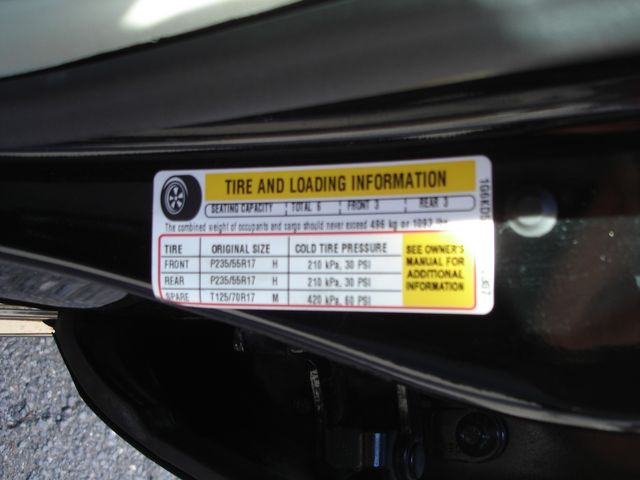 TIRE AND LOADING INFORMATION
SEATING CAPACITY TOTAL 6 FRONT 3 REAR 3
The combined weight of occupants and cargo should never exceed 496 kg or 1093 lbs
TIRE ORIGINAL SIZE COLD TIRE PRESSURE
FRONT P235/55R17 H 210 kPa, 30 PSI
REAR P235/55R17 H 210 kPa, 30 PSI
SPARE T125/70R17 M 420 kPa, 60 PSI
SEE OWNER'S
MANUAL FOR
ADDITIONAL
INFORMATION